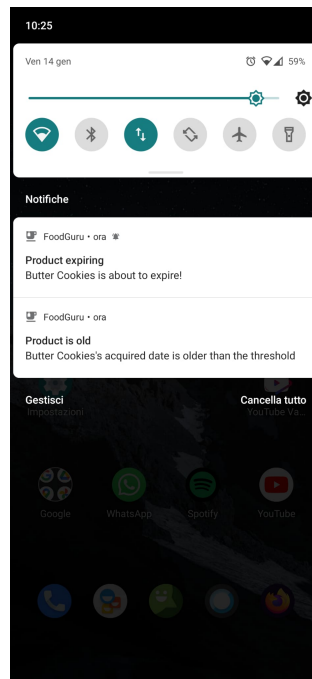 10:25
Ven 14 gen
59%
Notifiche
FoodGuru • ora
Product expiring
Butter Cookies is about to expire!
FoodGuru • ora
Product is old
Butter Cookies's acquired date is older than the threshold
Gestisci
Cancella tutto
Impostazioni
YouTube Va...
Google
WhatsApp
Spotify
YouTube